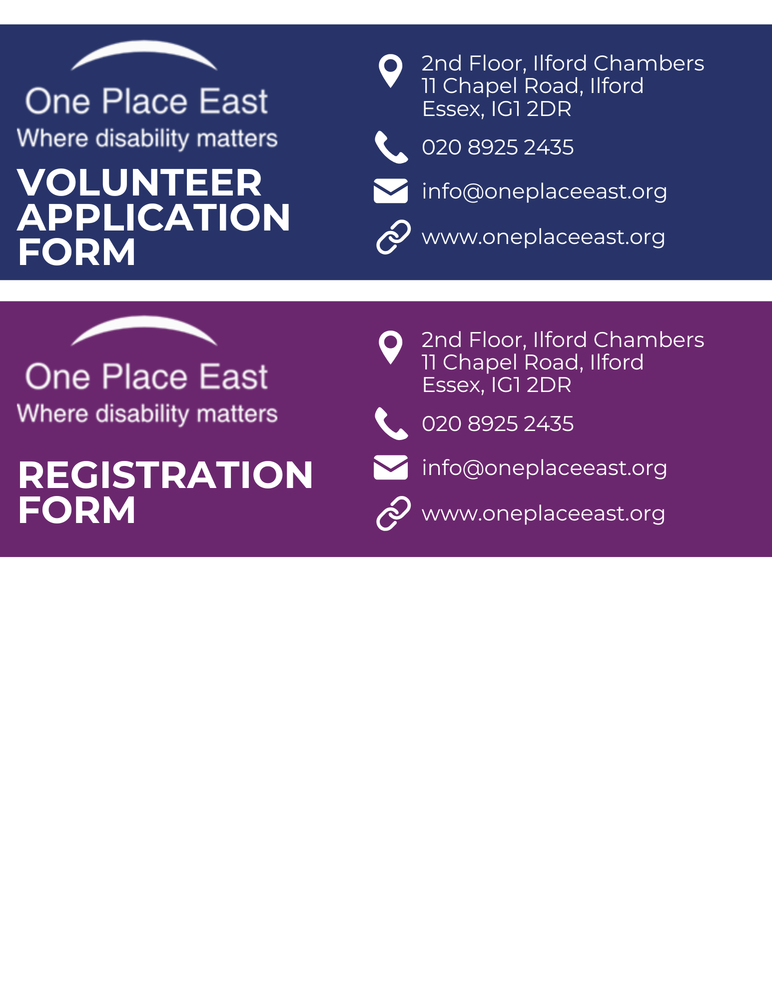 One Place East
Where disability matters
VOLUNTEER
APPLICATION
FORM
2nd Floor, Ilford Chambers
11 Chapel Road, Ilford
Essex, IG1 2DR
020 8925 2435
info@oneplaceeast.org
www.oneplaceeast.org
One Place East
Where disability matters
REGISTRATION
FORM
2nd Floor, Ilford Chambers
11 Chapel Road, Ilford
Essex, IG1 2DR
020 8925 2435
info@oneplaceeast.org
www.oneplaceeast.org